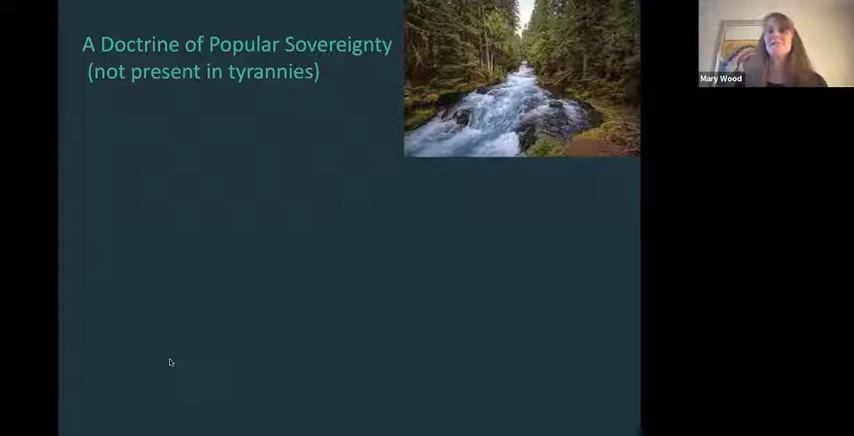 A Doctrine of Popular Sovereignty
(not present in tyrannies)
Mary Wood